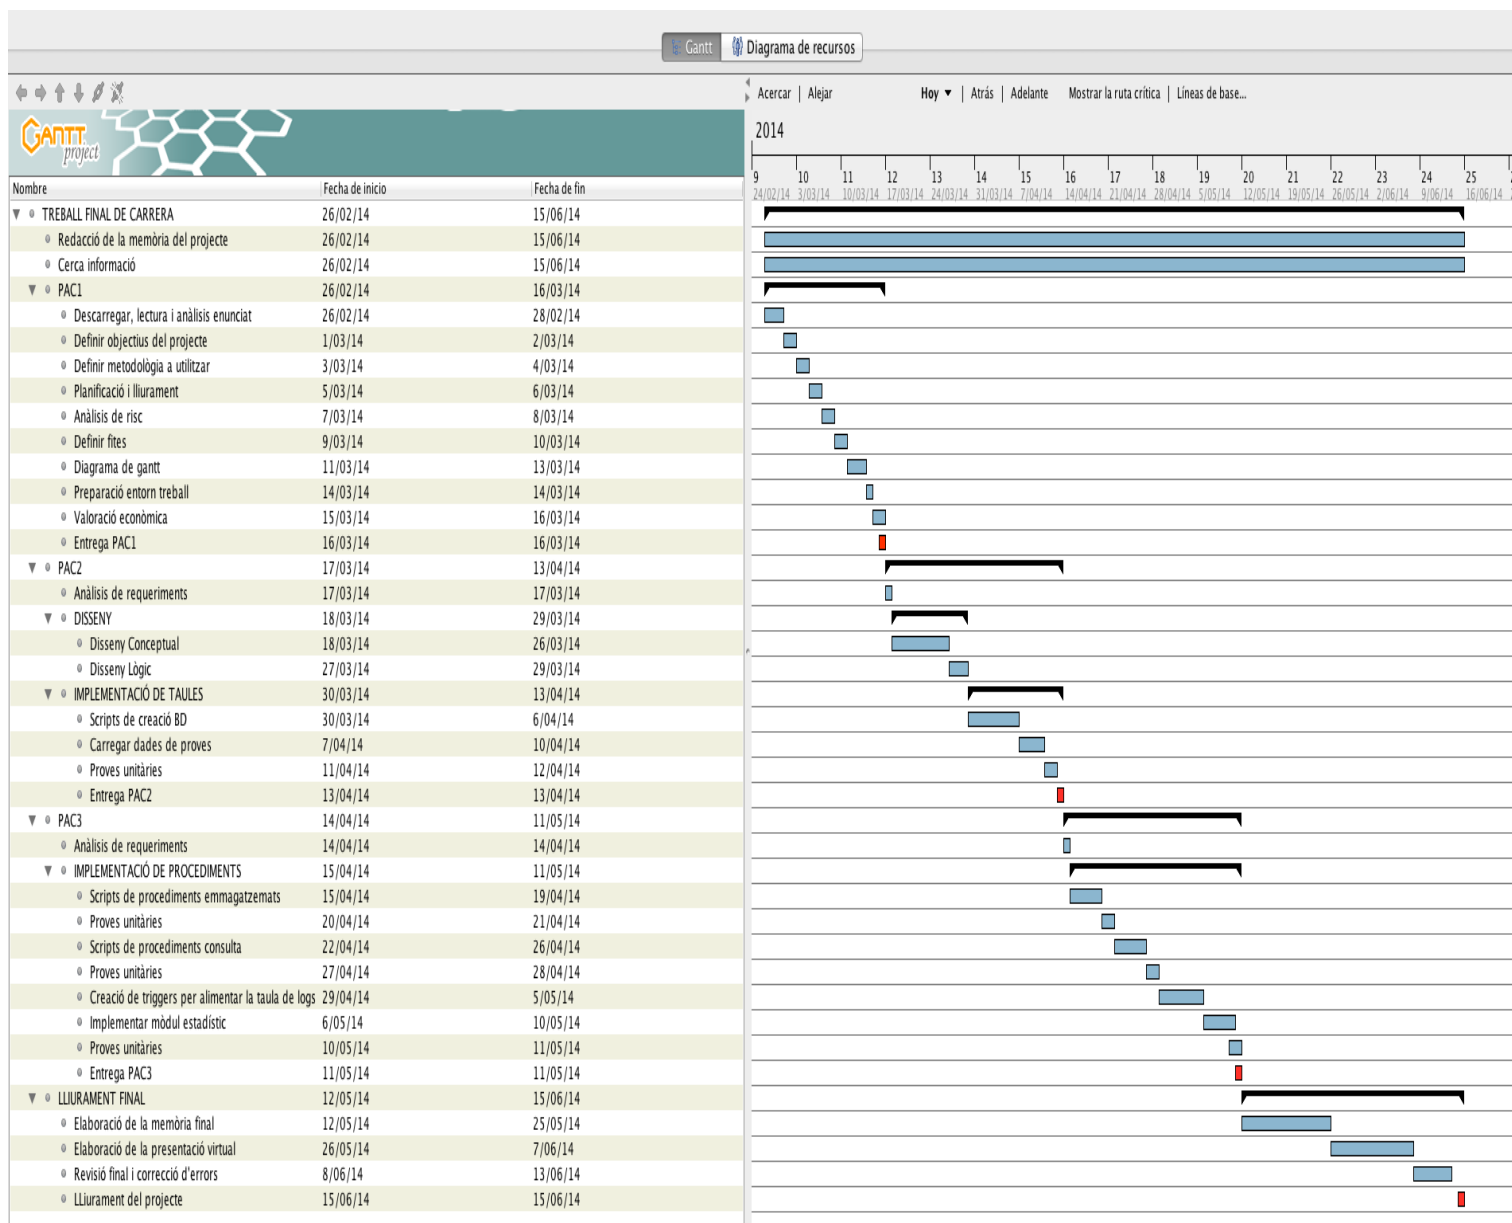 Gantt Diagrama de recursos
Acercar | Alejar Hoy ▼ | Atrás | Adelante Mostrar la ruta crítica | Líneas de base...
GANTT project
2014
9 10 11 12 13 14 15 16 17 18 19 20 21 22 23 24 25
24/02/14 3/03/14 10/03/14 17/03/14 24/03/14 31/03/14 7/04/14 14/04/14 21/04/14 28/04/14 5/05/14 12/05/14 19/05/14 26/05/14 2/06/14 9/06/14 16/06/14
Nombre Fecha de inicio Fecha de fin
TREBALL FINAL DE CARRERA 26/02/14 15/06/14
Redacció de la memòria del projecte 26/02/14 15/06/14
Cerca informació 26/02/14 15/06/14
PAC1 26/02/14 16/03/14
Descarregar, lectura i anàlisis enunciat 26/02/14 28/02/14
Definir objectius del projecte 1/03/14 2/03/14
Definir metodològia a utilitzar 3/03/14 4/03/14
Planificació i lliurament 5/03/14 6/03/14
Anàlisis de risc 7/03/14 8/03/14
Definir fites 9/03/14 10/03/14
Diagrama de gantt 11/03/14 13/03/14
Preparació entorn treball 14/03/14 14/03/14
Valoració econòmica 15/03/14 16/03/14
Entrega PAC1 16/03/14 16/03/14
PAC2 17/03/14 13/04/14
Anàlisis de requeriments 17/03/14 17/03/14
DISSENY 18/03/14 29/03/14
Disseny Conceptual 18/03/14 26/03/14
Disseny Lògic 27/03/14 29/03/14
IMPLEMENTACIÓ DE TAULES 30/03/14 13/04/14
Scripts de creació BD 30/03/14 6/04/14
Carregar dades de proves 7/04/14 10/04/14
Proves unitàries 11/04/14 12/04/14
Entrega PAC2 13/04/14 13/04/14
PAC3 14/04/14 11/05/14
Anàlisis de requeriments 14/04/14 14/04/14
IMPLEMENTACIÓ DE PROCEDIMENTS 15/04/14 11/05/14
Scripts de procediments emmagatzemats 15/04/14 19/04/14
Proves unitàries 20/04/14 21/04/14
Scripts de procediments consulta 22/04/14 26/04/14
Proves unitàries 27/04/14 28/04/14
Creació de triggers per alimentar la taula de logs 29/04/14 5/05/14
Implementar mòdul estadístic 6/05/14 10/05/14
Proves unitàries 10/05/14 11/05/14
Entrega PAC3 11/05/14 11/05/14
LLIURAMENT FINAL 12/05/14 15/06/14
Elaboració de la memòria final 12/05/14 25/05/14
Elaboració de la presentació virtual 26/05/14 7/06/14
Revisió final i correcció d'errors 8/06/14 13/06/14
LLiurament del projecte 15/06/14 15/06/14